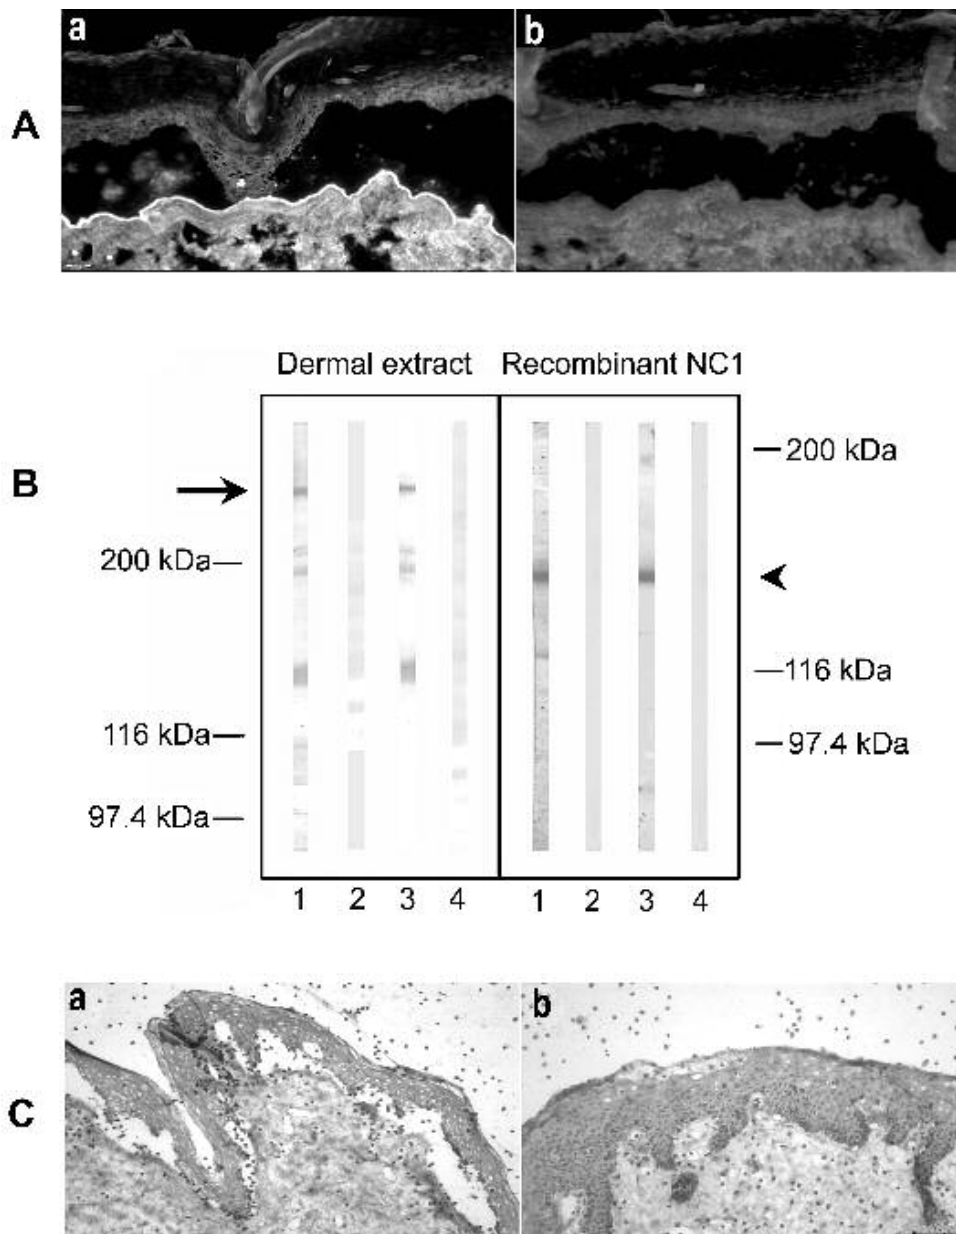 a
b
A
Dermal extract
Recombinant NC1
B
200 kDa
116 kDa
97.4 kDa
200 kDa
116 kDa
97.4 kDa
1 2 3 4
1 2 3 4
a
b
C